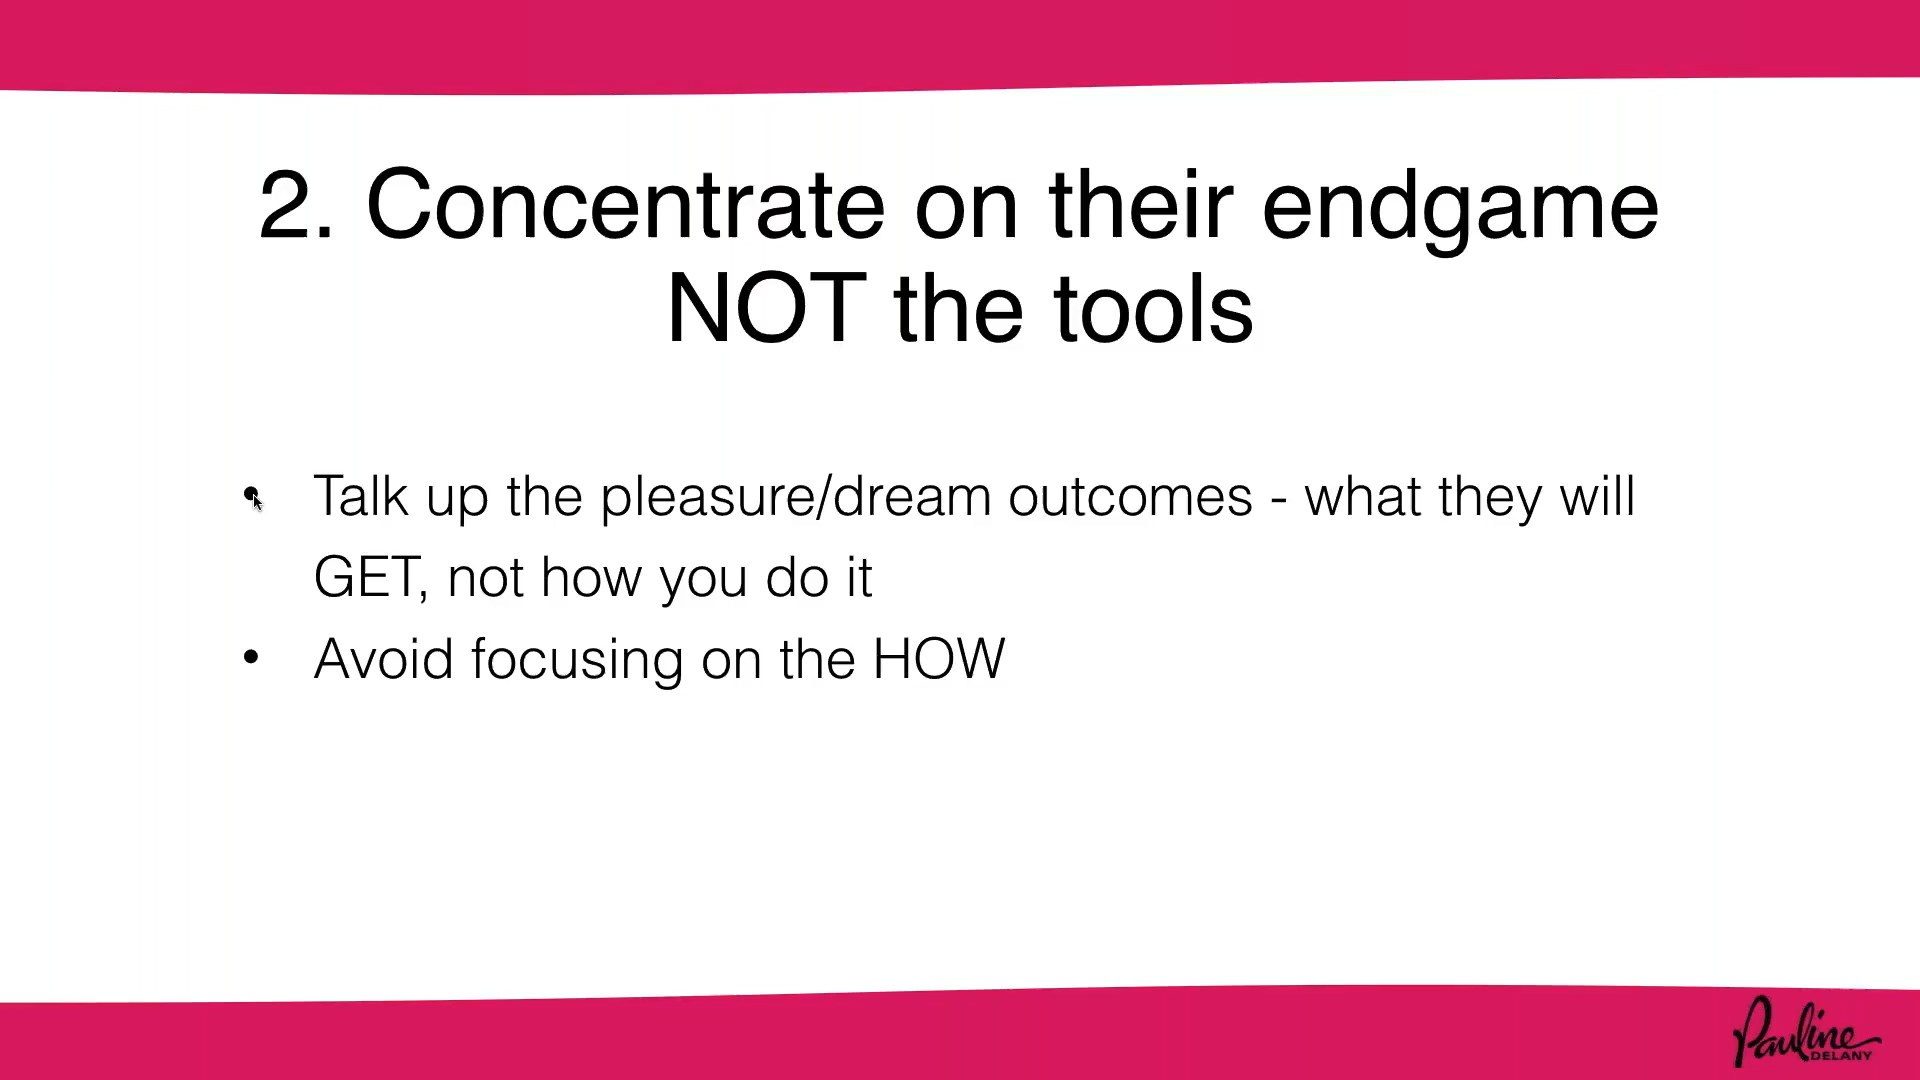 2. Concentrate on their endgame
NOT the tools
• Talk up the pleasure/dream outcomes - what they will
GET, not how you do it
• Avoid focusing on the HOW
Pauline
DELANY